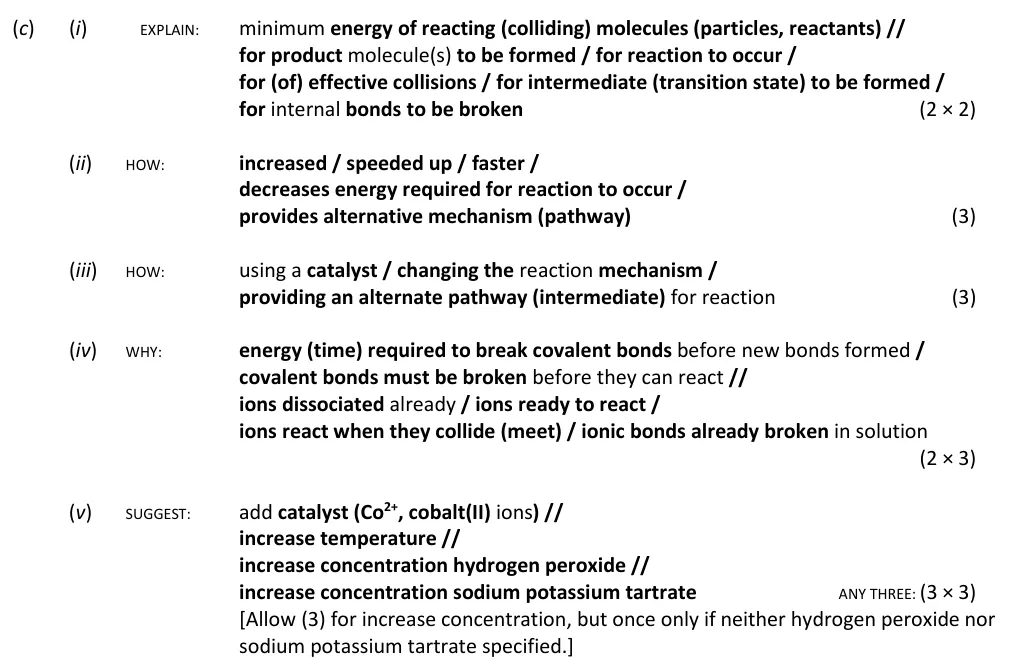 (c) (i) EXPLAIN: minimum energy of reacting (colliding) molecules (particles, reactants) //
for product molecule(s) to be formed / for reaction to occur /
for (of) effective collisions / for intermediate (transition state) to be formed /
for internal bonds to be broken (2 × 2)
(ii) HOW: increased / speeded up / faster /
decreases energy required for reaction to occur /
provides alternative mechanism (pathway) (3)
(iii) HOW: using a catalyst / changing the reaction mechanism /
providing an alternate pathway (intermediate) for reaction (3)
(iv) WHY: energy (time) required to break covalent bonds before new bonds formed /
covalent bonds must be broken before they can react //
ions dissociated already / ions ready to react /
ions react when they collide (meet) / ionic bonds already broken in solution
(2 × 3)
(v) SUGGEST: add catalyst (Co²⁺, cobalt(II) ions) //
increase temperature //
increase concentration hydrogen peroxide //
increase concentration sodium potassium tartrate ANY THREE: (3 × 3)
[Allow (3) for increase concentration, but once only if neither hydrogen peroxide nor
sodium potassium tartrate specified.]